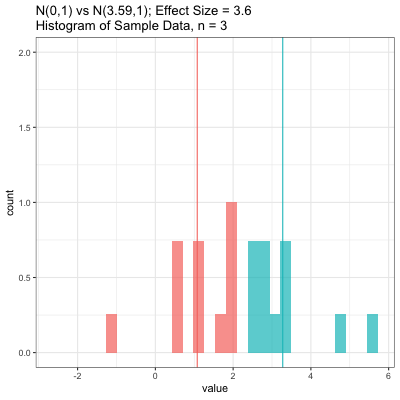 N(0,1) vs N(3.59,1); Effect Size = 3.6
Histogram of Sample Data, n = 3
2.0
1.5
count
1.0
0.5
0.0
-2 0 2 4 6
value